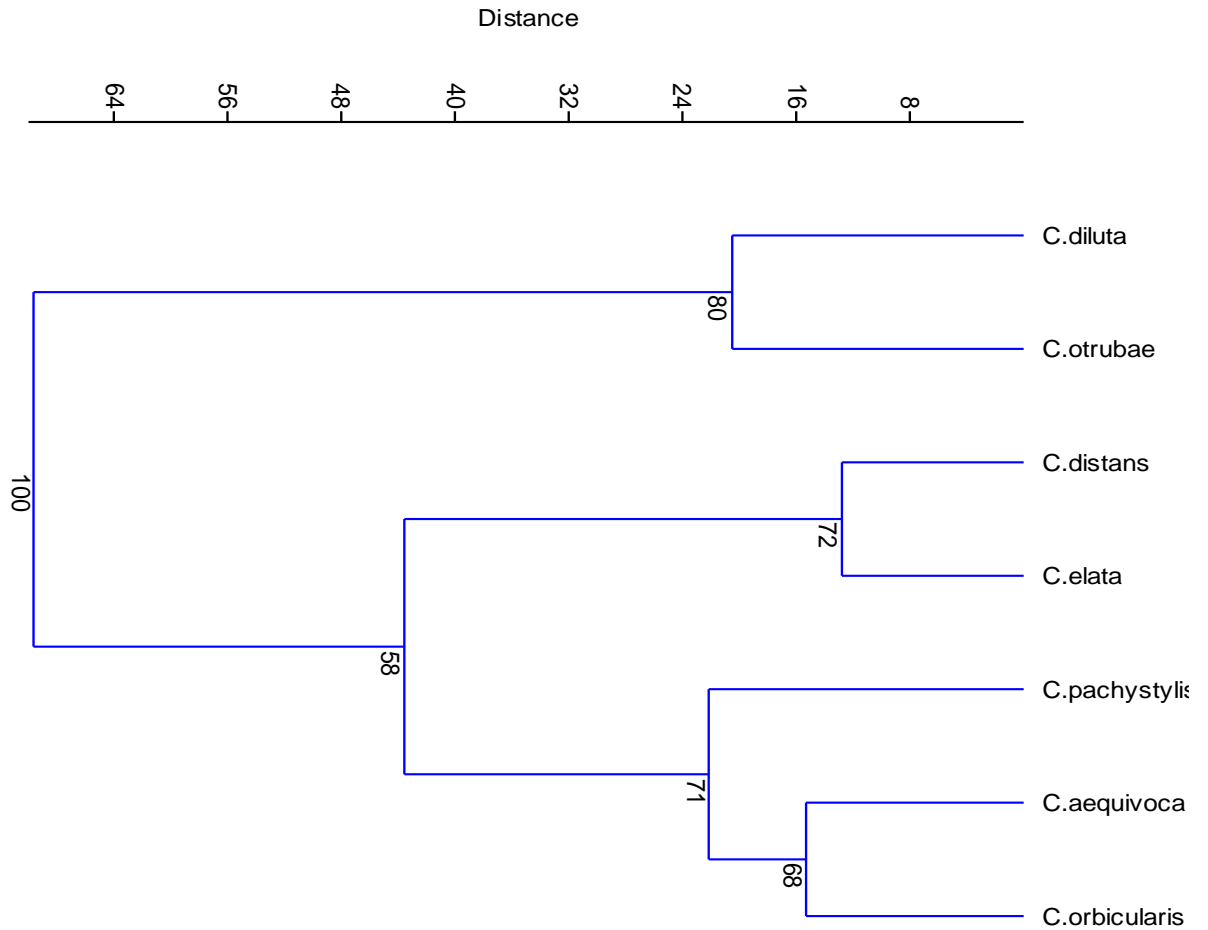 Distance
64 56 48 40 32 24 16 8
C.diluta
80
C.otrubae
C.distans
100
72
C.elata
58
C.pachystylis
71
C.aequivoca
68
C.orbicularis